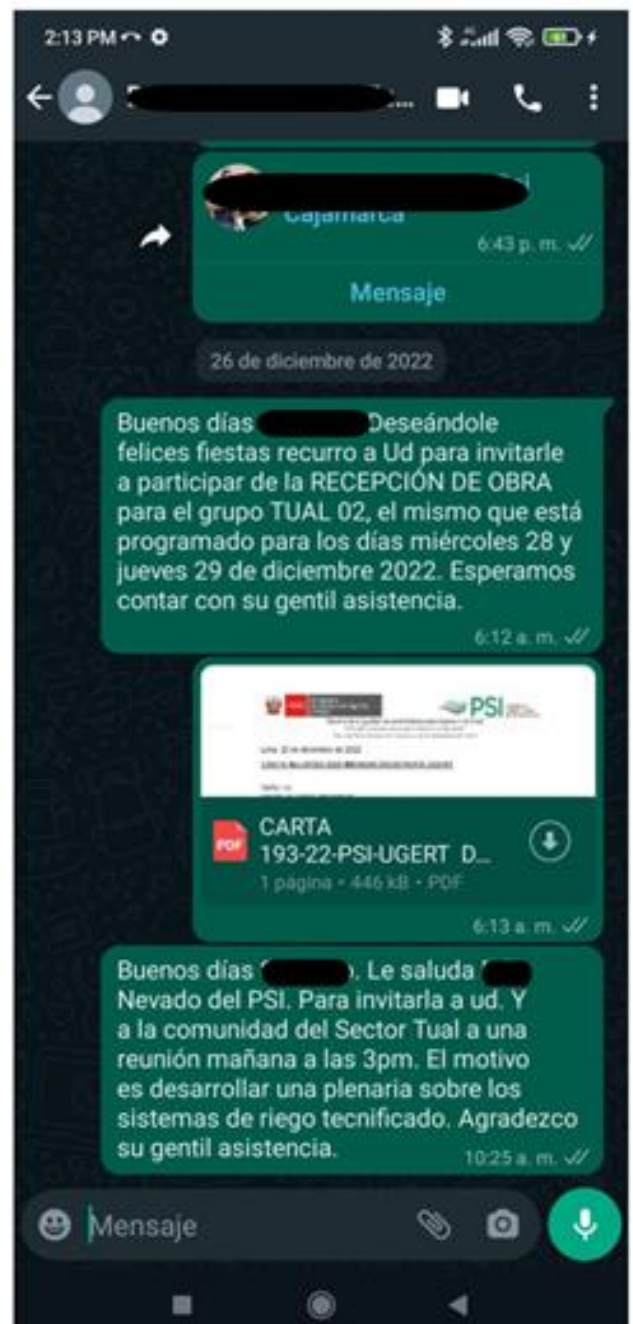 2:13 PM
Cajamarca
6:43 p. m.
Mensaje
26 de diciembre de 2022
Buenos días Deseándole
felices fiestas recurro a Ud para invitarle
a participar de la RECEPCIÓN DE OBRA
para el grupo TUAL 02, el mismo que está
programado para los días miércoles 28 y
jueves 29 de diciembre 2022. Esperamos
contar con su gentil asistencia.
6:12 a. m.
PSI
CARTA
PDF
193-22-PSI-UGERT D...
1 página • 446 kB • PDF
6:13 a. m.
Buenos días . Le saluda
Nevado del PSI. Para invitarla a ud. Y
a la comunidad del Sector Tual a una
reunión mañana a las 3pm. El motivo
es desarrollar una plenaria sobre los
sistemas de riego tecnificado. Agradezco
su gentil asistencia.
10:25 a. m.
Mensaje